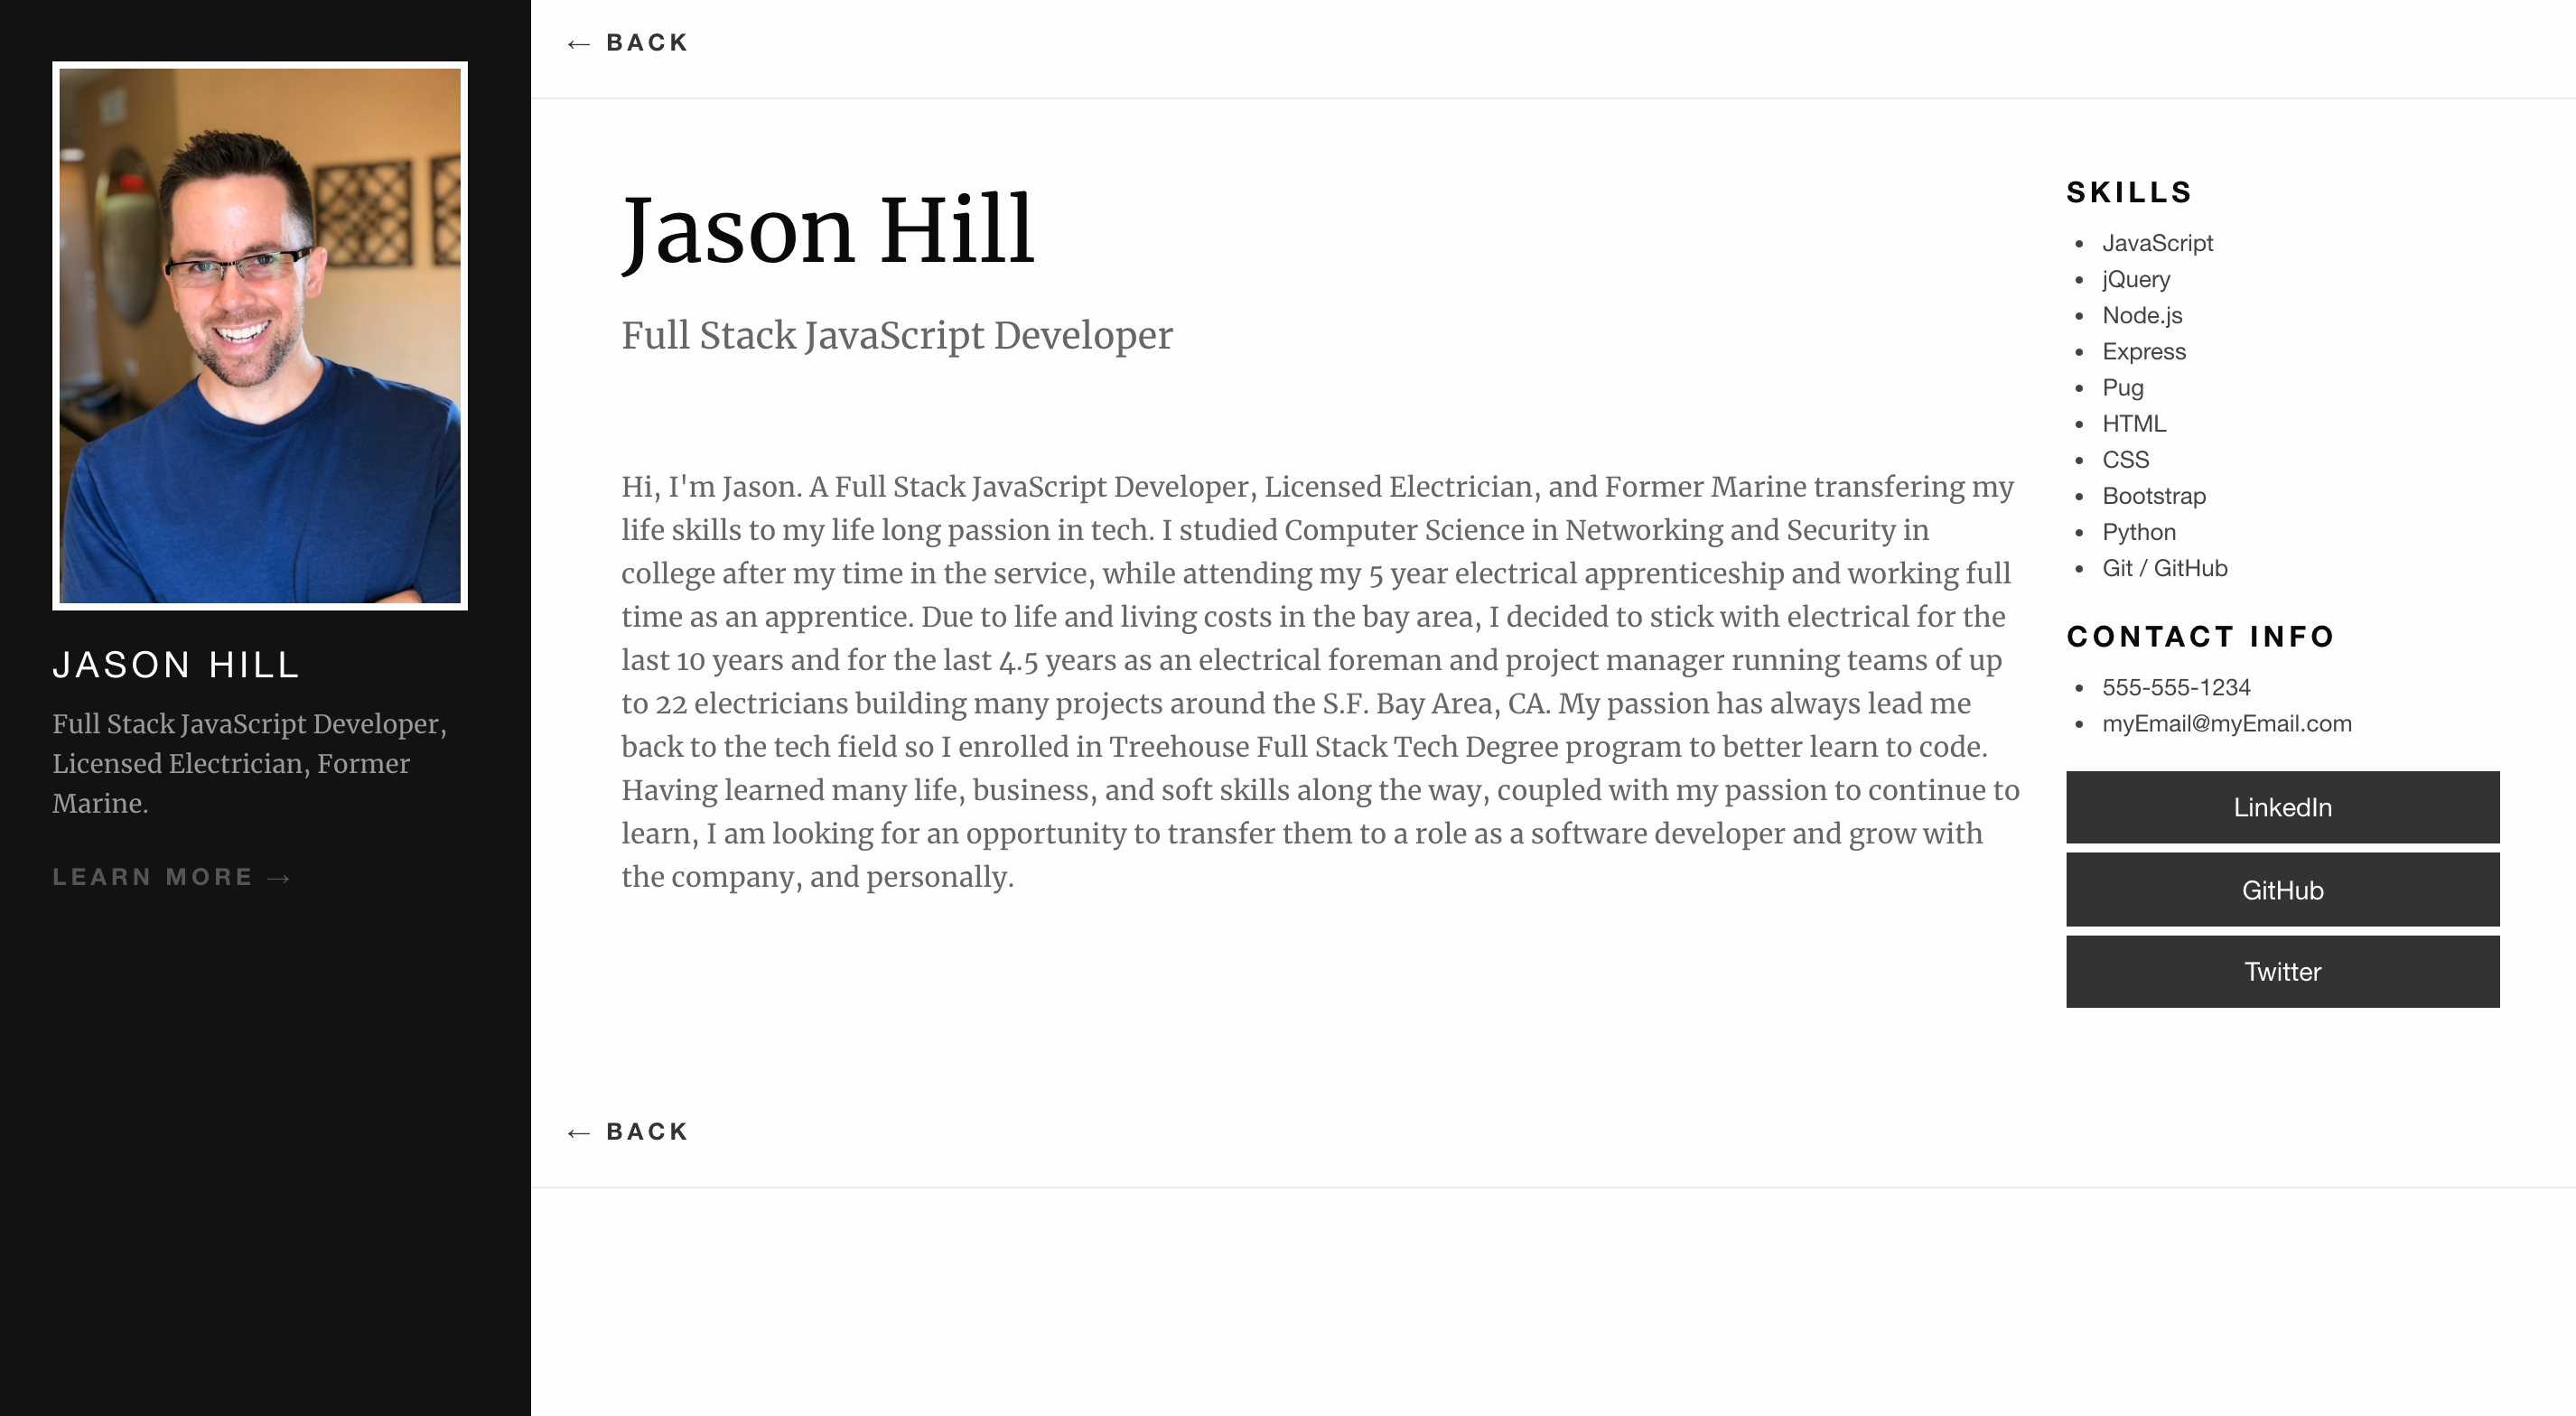 ← BACK
JASON HILL
Full Stack JavaScript Developer,
Licensed Electrician, Former
Marine.
LEARN MORE →
Jason Hill
Full Stack JavaScript Developer
Hi, I'm Jason. A Full Stack JavaScript Developer, Licensed Electrician, and Former Marine transfering my
life skills to my life long passion in tech. I studied Computer Science in Networking and Security in
college after my time in the service, while attending my 5 year electrical apprenticeship and working full
time as an apprentice. Due to life and living costs in the bay area, I decided to stick with electrical for the
last 10 years and for the last 4.5 years as an electrical foreman and project manager running teams of up
to 22 electricians building many projects around the S.F. Bay Area, CA. My passion has always lead me
back to the tech field so I enrolled in Treehouse Full Stack Tech Degree program to better learn to code.
Having learned many life, business, and soft skills along the way, coupled with my passion to continue to
learn, I am looking for an opportunity to transfer them to a role as a software developer and grow with
the company, and personally.
SKILLS
• JavaScript
• jQuery
• Node.js
• Express
• Pug
• HTML
• CSS
• Bootstrap
• Python
• Git / GitHub
CONTACT INFO
• 555-555-1234
• myEmail@myEmail.com
LinkedIn
GitHub
Twitter
← BACK